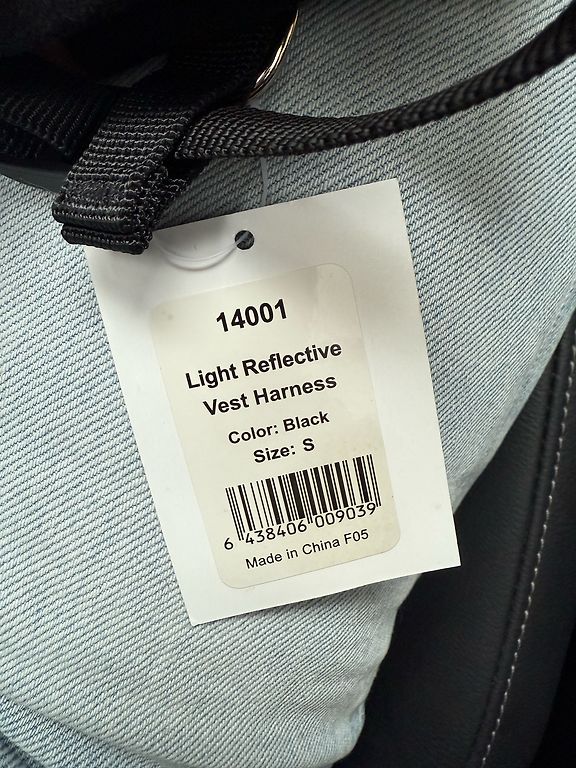 14001
Light Reflective
Vest Harness
Color: Black
Size: S
6 438406 009039
Made in China F05